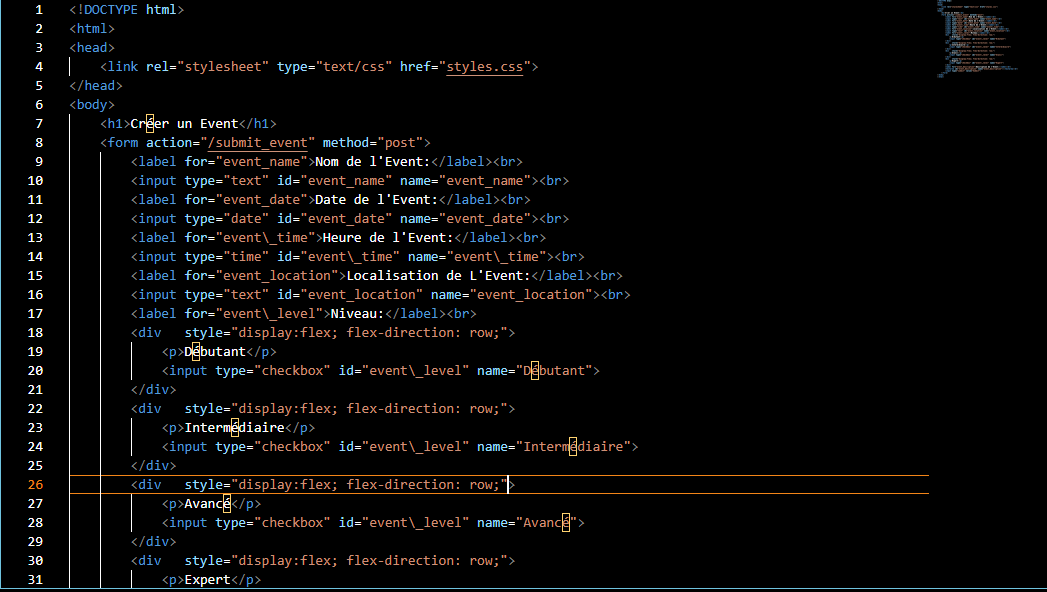 1 <!DOCTYPE html>
2 <html>
3 <head>
4 <link rel="stylesheet" type="text/css" href="styles.css">
5 </head>
6 <body>
7 <h1>Créer un Event</h1>
8 <form action="/submit_event" method="post">
9 <label for="event_name">Nom de l'Event:</label><br>
10 <input type="text" id="event_name" name="event_name"><br>
11 <label for="event_date">Date de l'Event:</label><br>
12 <input type="date" id="event_date" name="event_date"><br>
13 <label for="event\_time">Heure de l'Event:</label><br>
14 <input type="time" id="event\_time" name="event\_time"><br>
15 <label for="event_location">Localisation de L'Event:</label><br>
16 <input type="text" id="event_location" name="event_location"><br>
17 <label for="event\_level">Niveau:</label><br>
18 <div   style="display:flex; flex-direction: row;">
19 <p>Débutant</p>
20 <input type="checkbox" id="event\_level" name="Débutant">
21 </div>
22 <div   style="display:flex; flex-direction: row;">
23 <p>Intermédiaire</p>
24 <input type="checkbox" id="event\_level" name="Intermédiaire">
25 </div>
26 <div   style="display:flex; flex-direction: row;">
27 <p>Avancé</p>
28 <input type="checkbox" id="event\_level" name="Avancé">
29 </div>
30 <div   style="display:flex; flex-direction: row;">
31 <p>Expert</p>